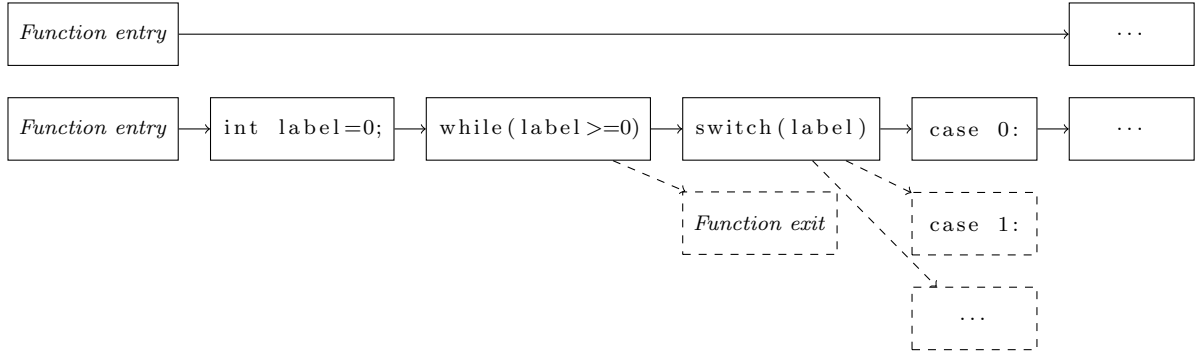 Function entry ...
Function entry int label=0; while(label>=0) switch(label) case 0: ...
Function exit case 1:
...